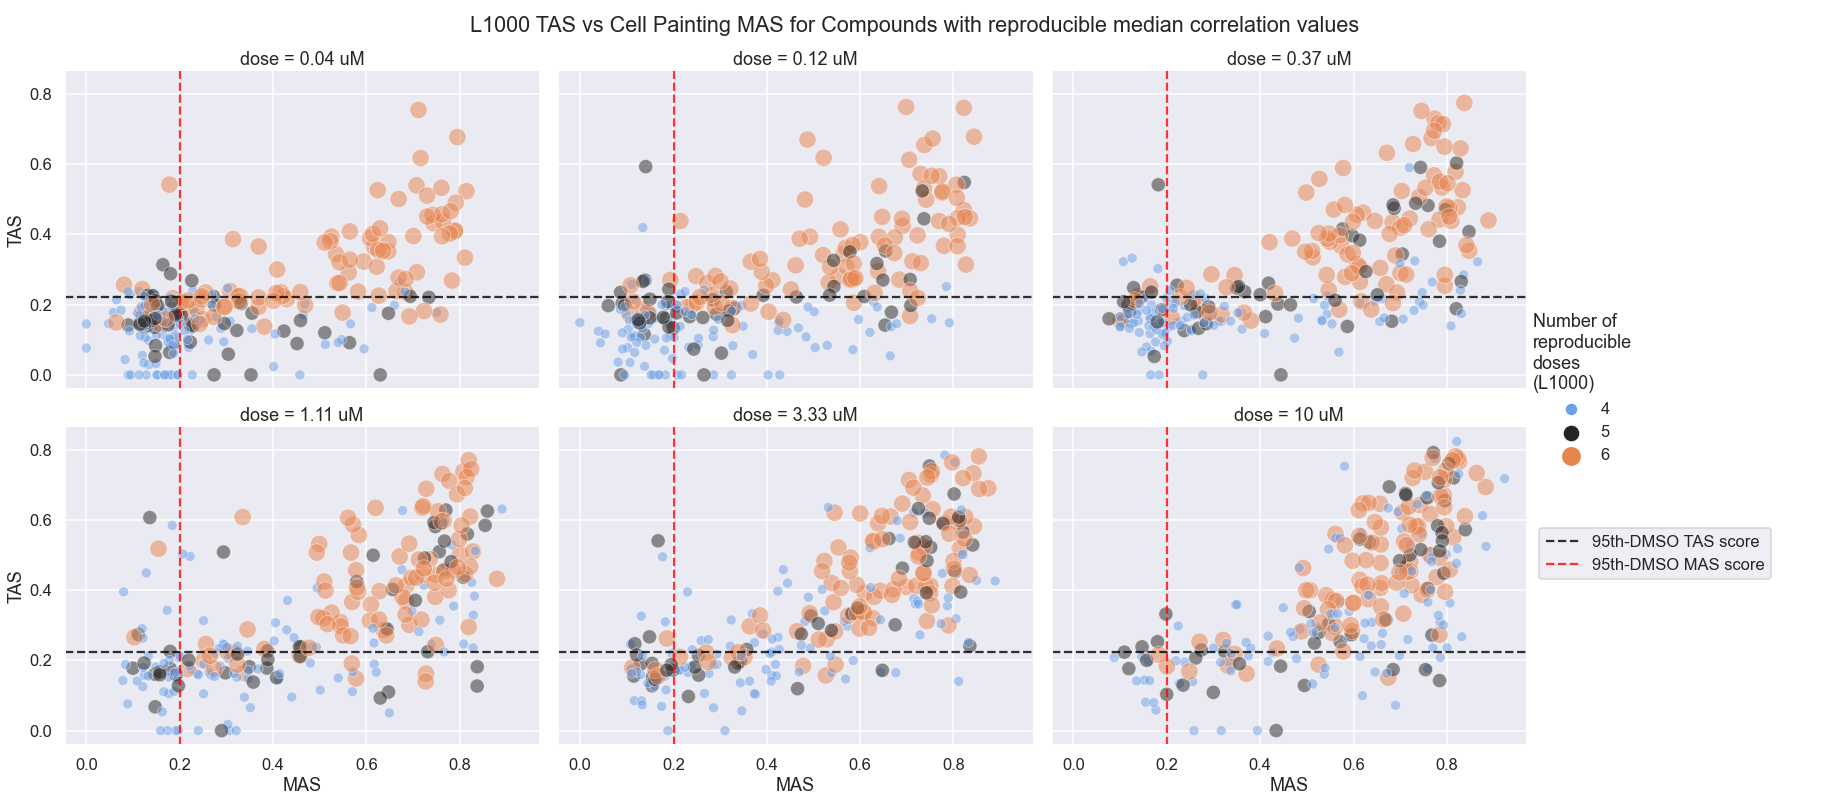 L1000 TAS vs Cell Painting MAS for Compounds with reproducible median correlation values
dose = 0.04 uM
dose = 0.12 uM
dose = 0.37 uM
TAS
0.8
0.6
0.4
0.2
0.0
Number of
reproducible
doses
(L1000)
4
5
6
dose = 1.11 uM
dose = 3.33 uM
dose = 10 uM
TAS
0.8
0.6
0.4
0.2
0.0
95th-DMSO TAS score
95th-DMSO MAS score
0.0 0.2 0.4 0.6 0.8
0.0 0.2 0.4 0.6 0.8
0.0 0.2 0.4 0.6 0.8
MAS
MAS
MAS